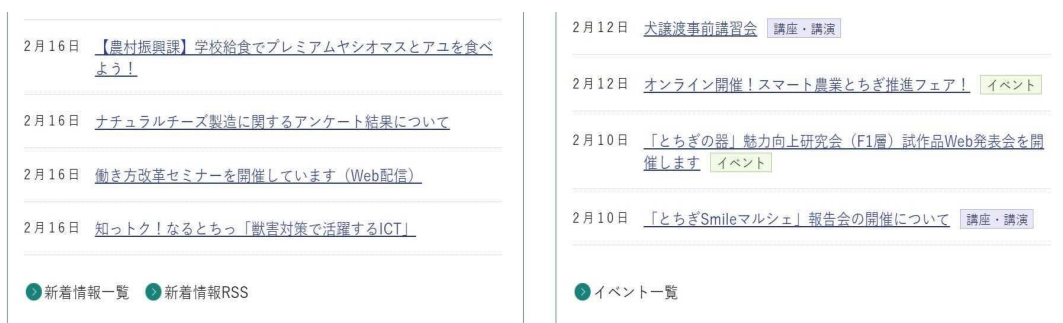 2月16日 【農村振興課】学校給食でプレミアムヤシオマスとアユを食べ
よう！
2月16日 ナチュラルチーズ製造に関するアンケート結果について
2月16日 働き方改革セミナーを開催しています（Web配信）
2月16日 知っトク！なるとちっ「獣害対策で活躍するICT」
新着情報一覧 新着情報RSS
2月12日 犬譲渡事前講習会 講座・講演
2月12日 オンライン開催！スマート農業とちぎ推進フェア！ イベント
2月10日 「とちぎの器」魅力向上研究会（F1層）試作品Web発表会を開
催します イベント
2月10日 「とちぎSmileマルシェ」報告会の開催について 講座・講演
イベント一覧